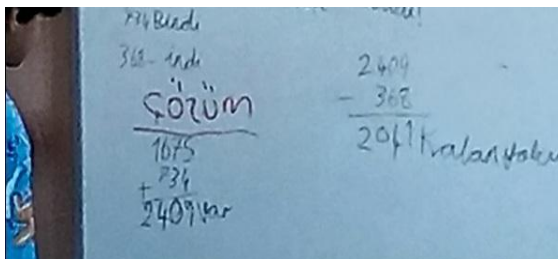 734 Bindi
368- indi
ÇÖZÜM
1675
+ 734
2409 var
2409
- 368
2041 Kalan yolcu